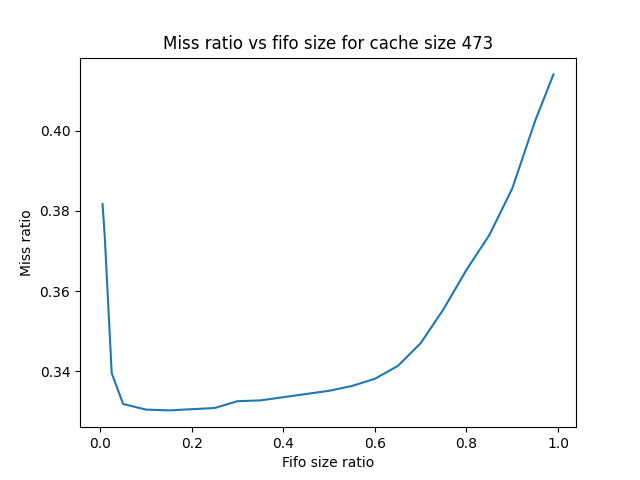 Miss ratio vs fifo size for cache size 473
0.40
0.38
0.36
0.34
Miss ratio
0.0 0.2 0.4 0.6 0.8 1.0
Fifo size ratio